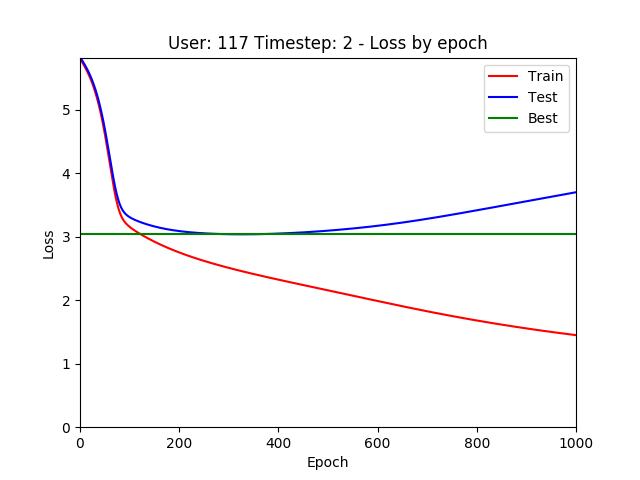 User: 117 Timestep: 2 - Loss by epoch
Train
Test
Best
Loss
5
4
3
2
1
0
0 200 400 600 800 1000
Epoch